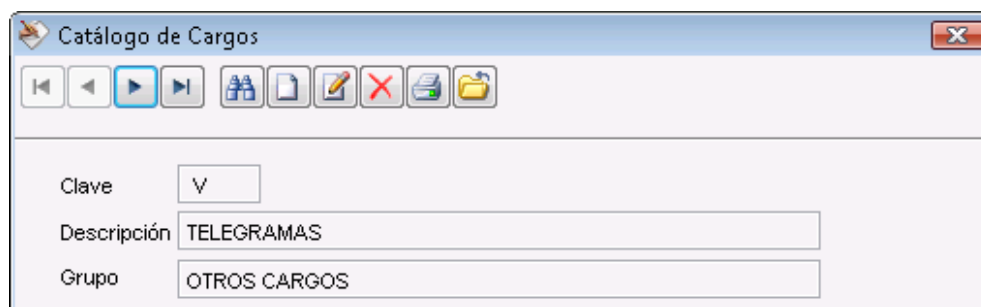 Catálogo de Cargos
Clave V
Descripción TELEGRAMAS
Grupo OTROS CARGOS